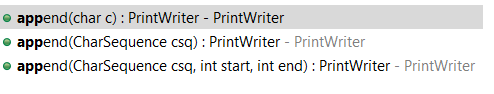 append(char c) : PrintWriter - PrintWriter
append(CharSequence csq) : PrintWriter - PrintWriter
append(CharSequence csq, int start, int end) : PrintWriter - PrintWriter